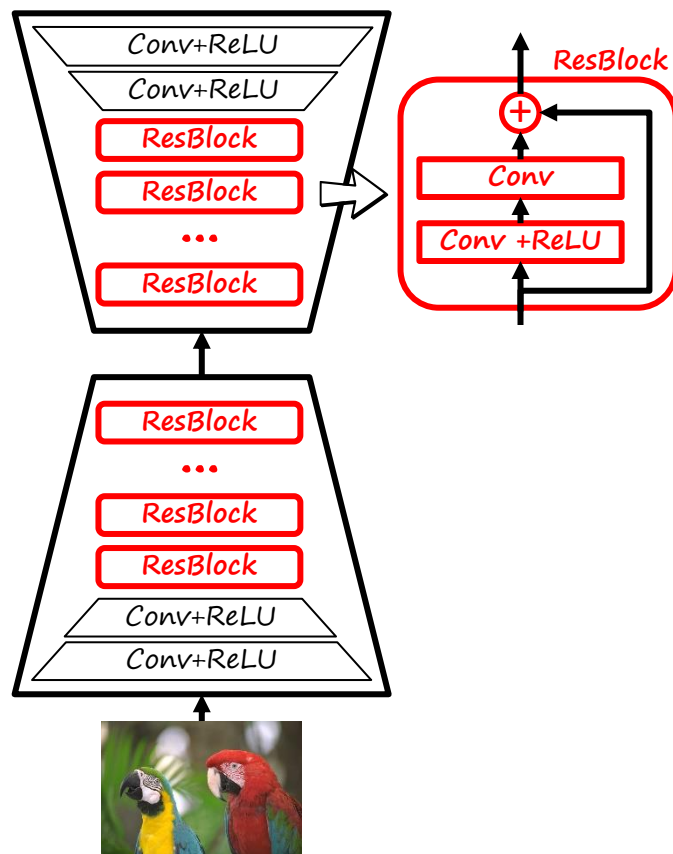 Conv+ReLU
Conv+ReLU
ResBlock
ResBlock
...
ResBlock
ResBlock
Conv
Conv +ReLU
ResBlock
...
ResBlock
ResBlock
Conv+ReLU
Conv+ReLU